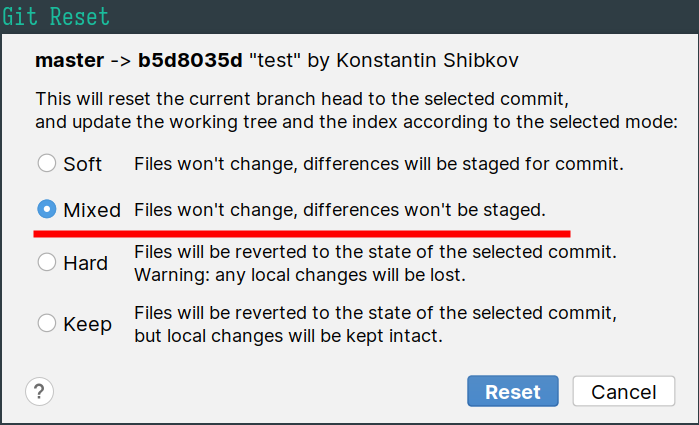 Git Reset
master -> b5d8035d "test" by Konstantin Shibkov
This will reset the current branch head to the selected commit,
and update the working tree and the index according to the selected mode:
Soft Files won't change, differences will be staged for commit.
Mixed Files won't change, differences won't be staged.
Hard Files will be reverted to the state of the selected commit.
Warning: any local changes will be lost.
Keep Files will be reverted to the state of the selected commit,
but local changes will be kept intact.
? Reset Cancel